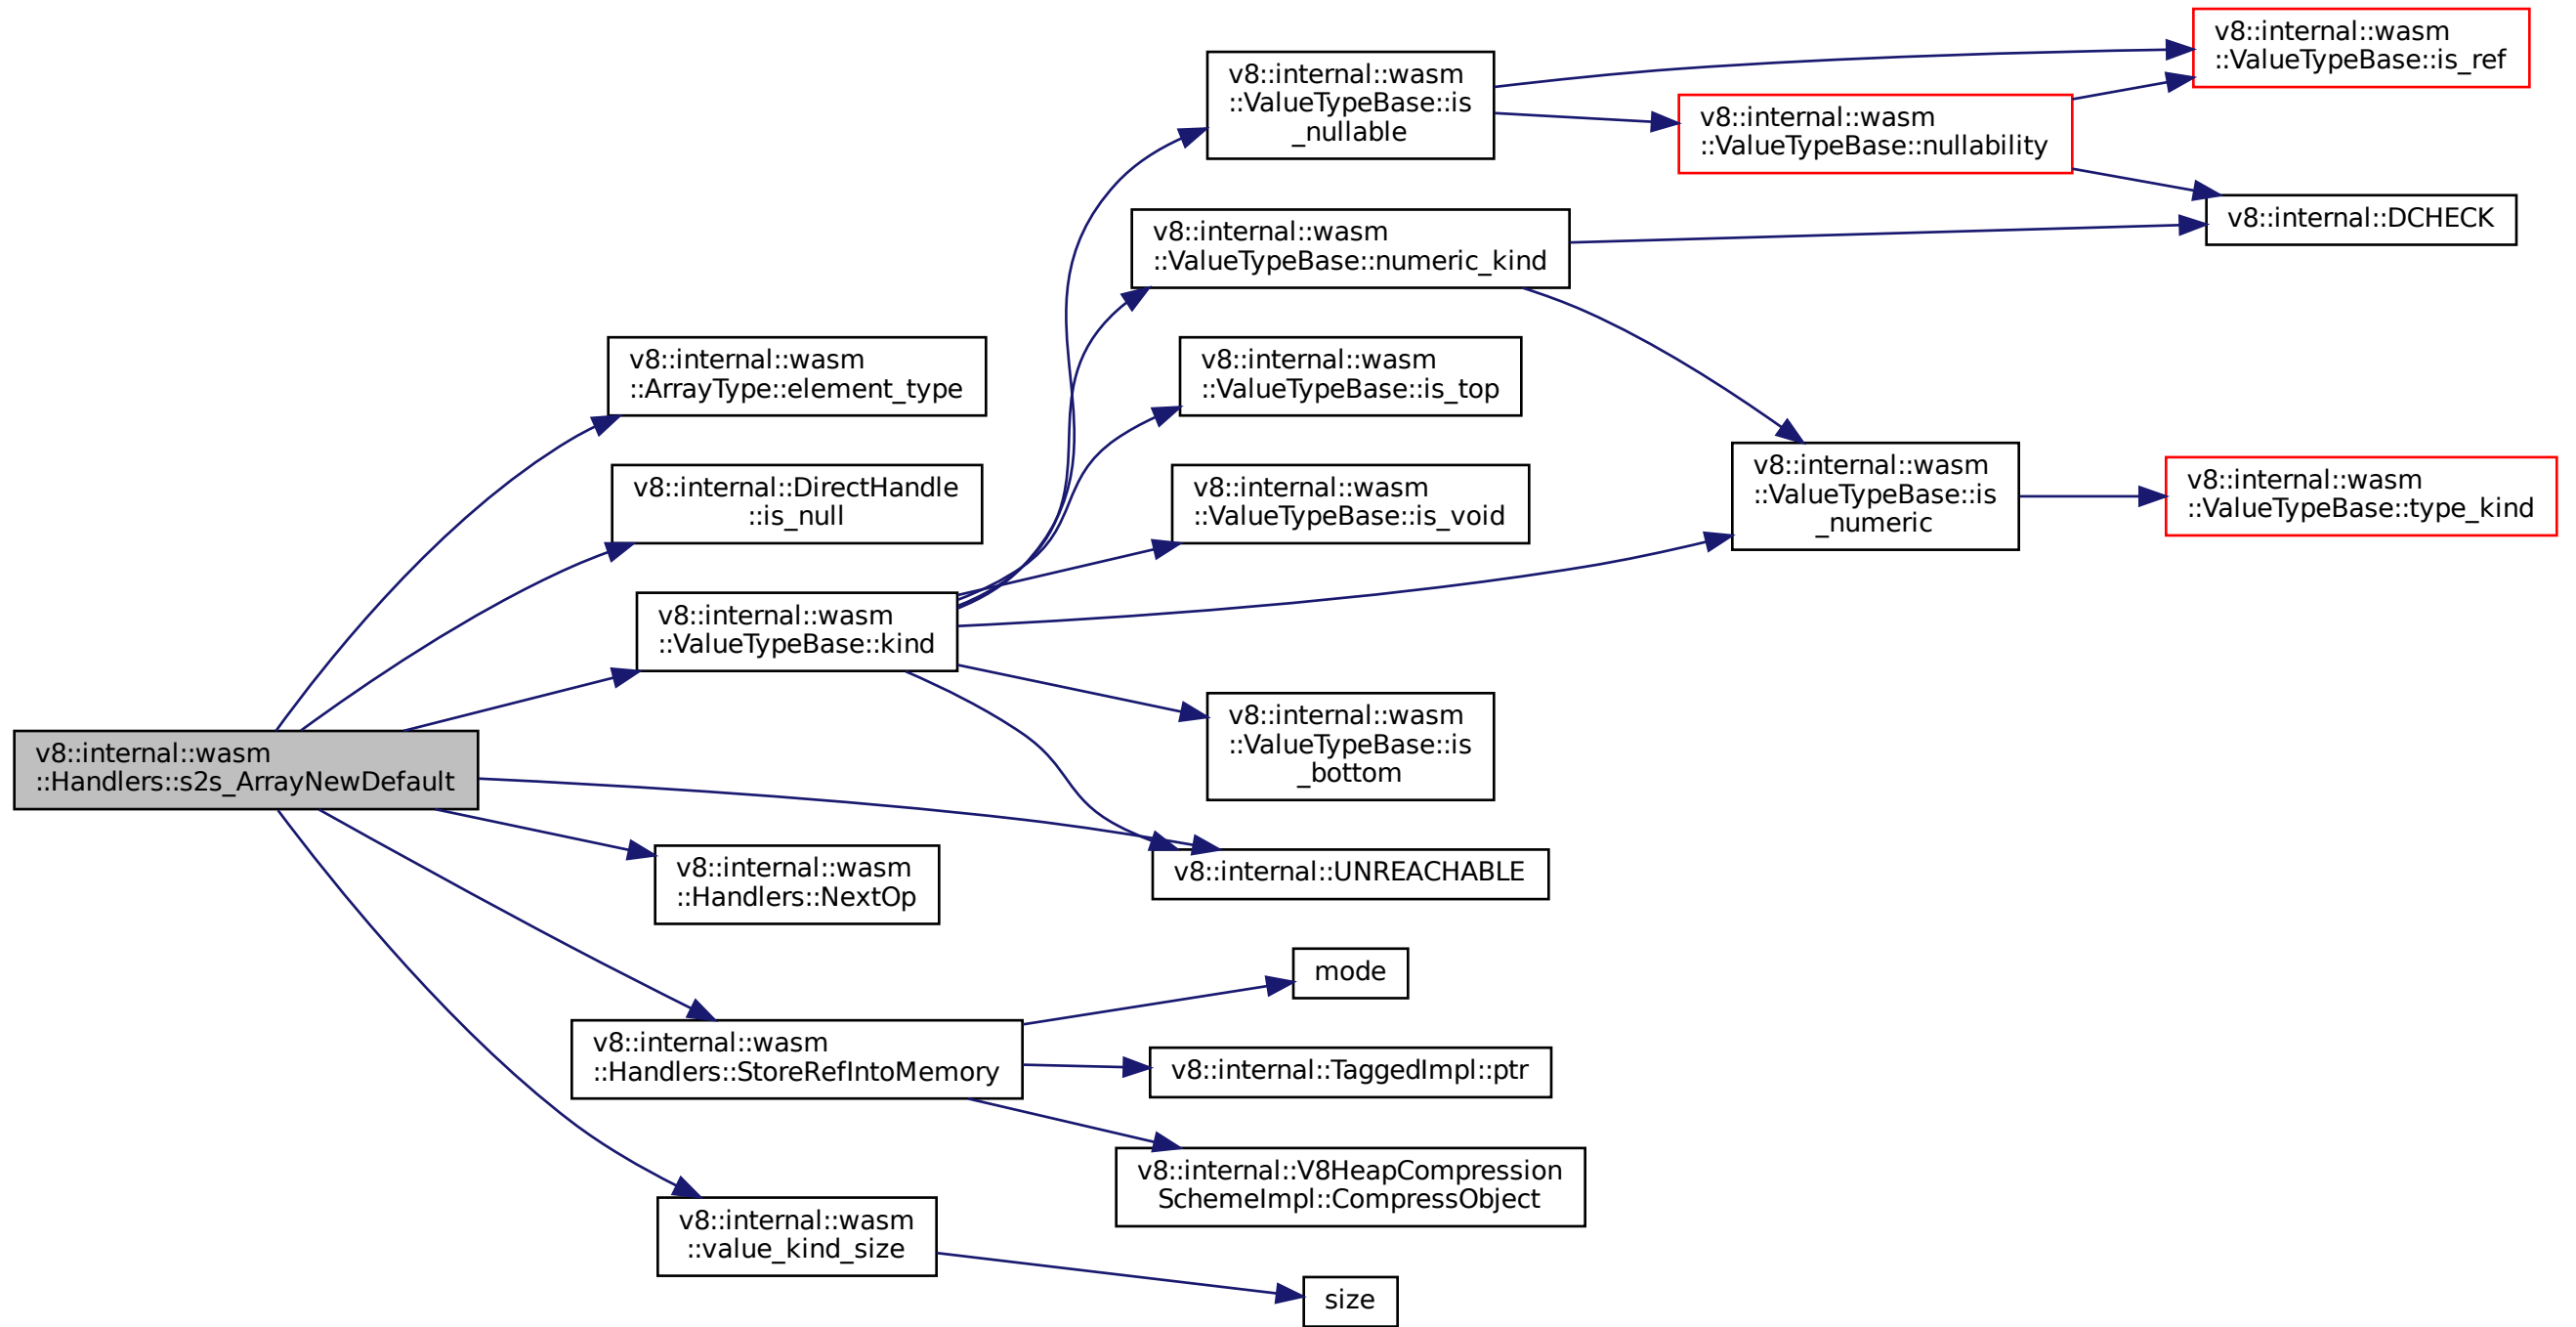 v8::internal::wasm
::Handlers::s2s_ArrayNewDefault
v8::internal::wasm
::ArrayType::element_type
v8::internal::DirectHandle
::is_null
v8::internal::wasm
::ValueTypeBase::kind
v8::internal::wasm
::Handlers::NextOp
v8::internal::wasm
::Handlers::StoreRefIntoMemory
v8::internal::wasm
::value_kind_size
v8::internal::wasm
::ValueTypeBase::is
_nullable
v8::internal::wasm
::ValueTypeBase::numeric_kind
v8::internal::wasm
::ValueTypeBase::is_top
v8::internal::wasm
::ValueTypeBase::is_void
v8::internal::wasm
::ValueTypeBase::is
_bottom
v8::internal::UNREACHABLE
mode
v8::internal::TaggedImpl::ptr
v8::internal::V8HeapCompression
SchemeImpl::CompressObject
size
v8::internal::wasm
::ValueTypeBase::nullability
v8::internal::wasm
::ValueTypeBase::is
_numeric
v8::internal::wasm
::ValueTypeBase::is_ref
v8::internal::DCHECK
v8::internal::wasm
::ValueTypeBase::type_kind